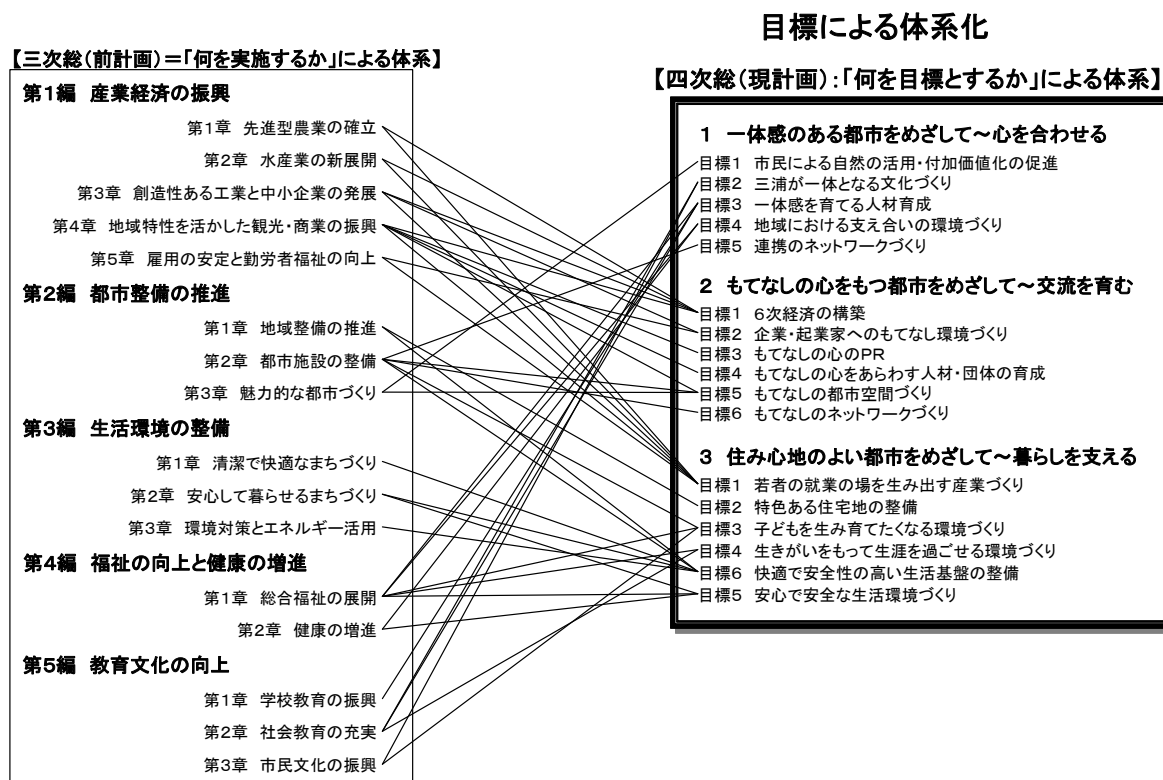 目標による体系化
【三次総(前計画)=「何を実施するか」による体系】
第1編 産業経済の振興
第1章 先進型農業の確立
第2章 水産業の新展開
第3章 創造性ある工業と中小企業の発展
第4章 地域特性を活かした観光・商業の振興
第5章 雇用の安定と勤労者福祉の向上
第2編 都市整備の推進
第1章 地域整備の推進
第2章 都市施設の整備
第3章 魅力的な都市づくり
第3編 生活環境の整備
第1章 清潔で快適なまちづくり
第2章 安心して暮らせるまちづくり
第3章 環境対策とエネルギー活用
第4編 福祉の向上と健康の増進
第1章 総合福祉の展開
第2章 健康の増進
第5編 教育文化の向上
第1章 学校教育の振興
第2章 社会教育の充実
第3章 市民文化の振興
【四次総(現計画):「何を目標とするか」による体系】
1 一体感のある都市をめざして~心を合わせる
目標1 市民による自然の活用・付加価値化の促進
目標2 三浦が一体となる文化づくり
目標3 一体感を育てる人材育成
目標4 地域における支え合いの環境づくり
目標5 連携のネットワークづくり
2 もてなしの心をもつ都市をめざして~交流を育む
目標1 6次経済の構築
目標2 企業・起業家へのもてなし環境づくり
目標3 もてなしの心のPR
目標4 もてなしの心をあらわす人材・団体の育成
目標5 もてなしの都市空間づくり
目標6 もてなしのネットワークづくり
3 住み心地のよい都市をめざして~暮らしを支える
目標1 若者の就業の場を生み出す産業づくり
目標2 特色ある住宅地の整備
目標3 子どもを生み育てたくなる環境づくり
目標4 生きがいをもって生涯を過ごせる環境づくり
目標6 快適で安全性の高い生活基盤の整備
目標5 安心で安全な生活環境づくり